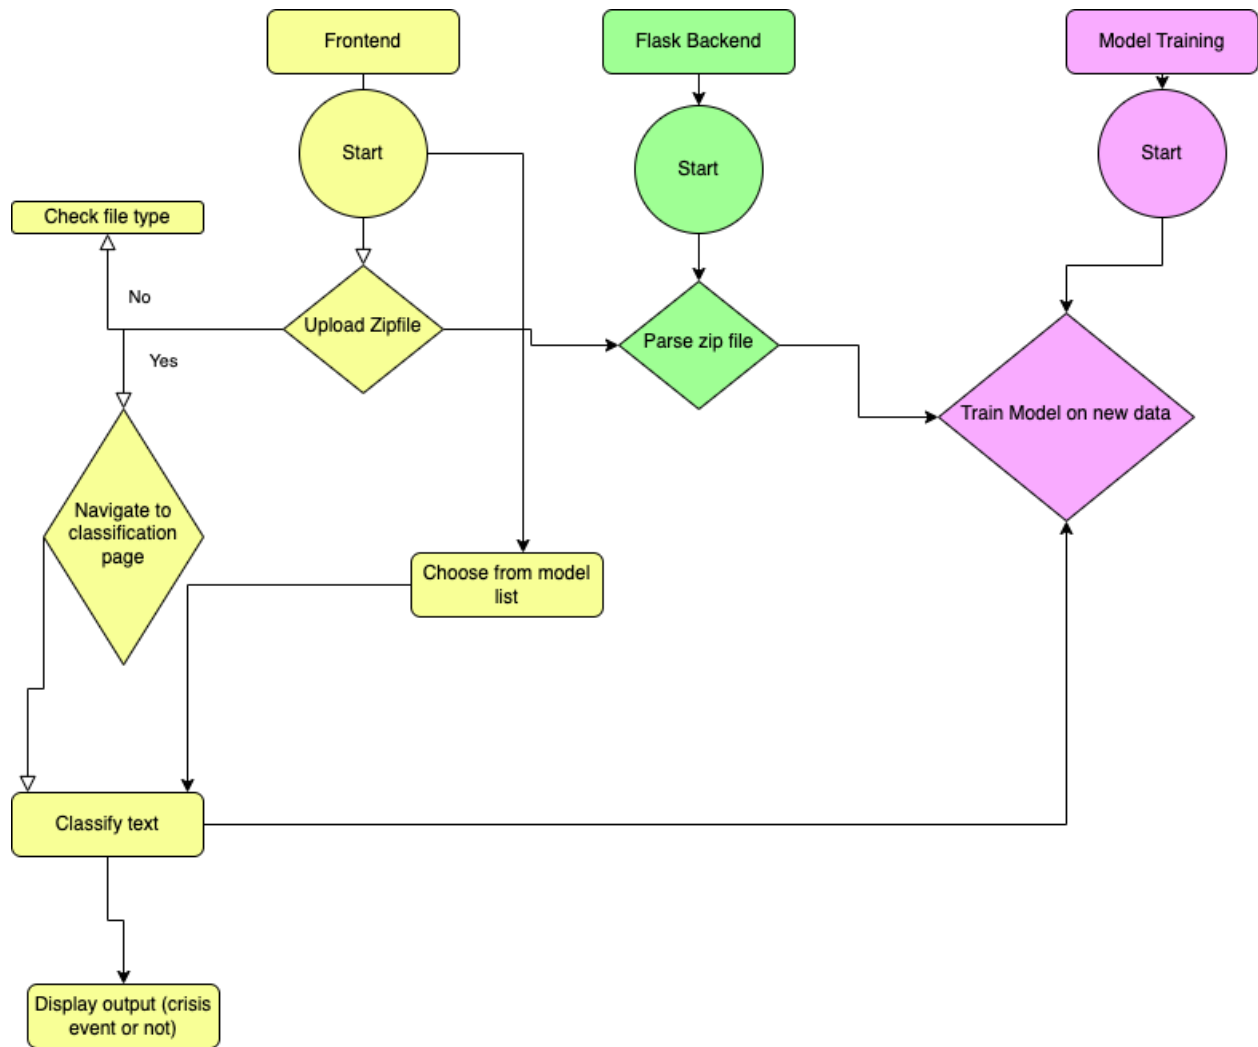 Frontend
Flask Backend
Model Training
Start
Start
Start
Check file type
No
Upload Zipfile
Parse zip file
Yes
Train Model on new data
Navigate to
classification
page
Choose from model
list
Classify text
Display output (crisis
event or not)